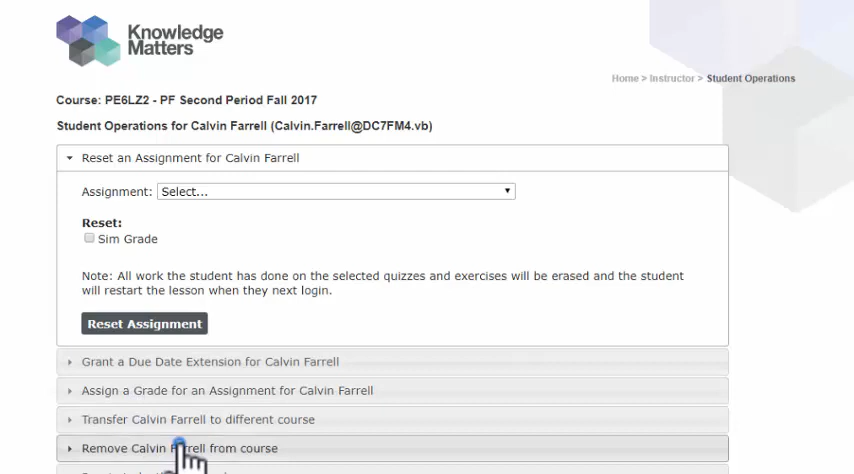 Knowledge
Matters
Home > Instructor > Student Operations
Course: PE6LZ2 - PF Second Period Fall 2017
Student Operations for Calvin Farrell (Calvin.Farrell@DC7FM4.vb)
Reset an Assignment for Calvin Farrell
Assignment: Select...
Reset:
Sim Grade
Note: All work the student has done on the selected quizzes and exercises will be erased and the student
will restart the lesson when they next login.
Reset Assignment
Grant a Due Date Extension for Calvin Farrell
Assign a Grade for an Assignment for Calvin Farrell
Transfer Calvin Farrell to different course
Remove Calvin Farrell from course